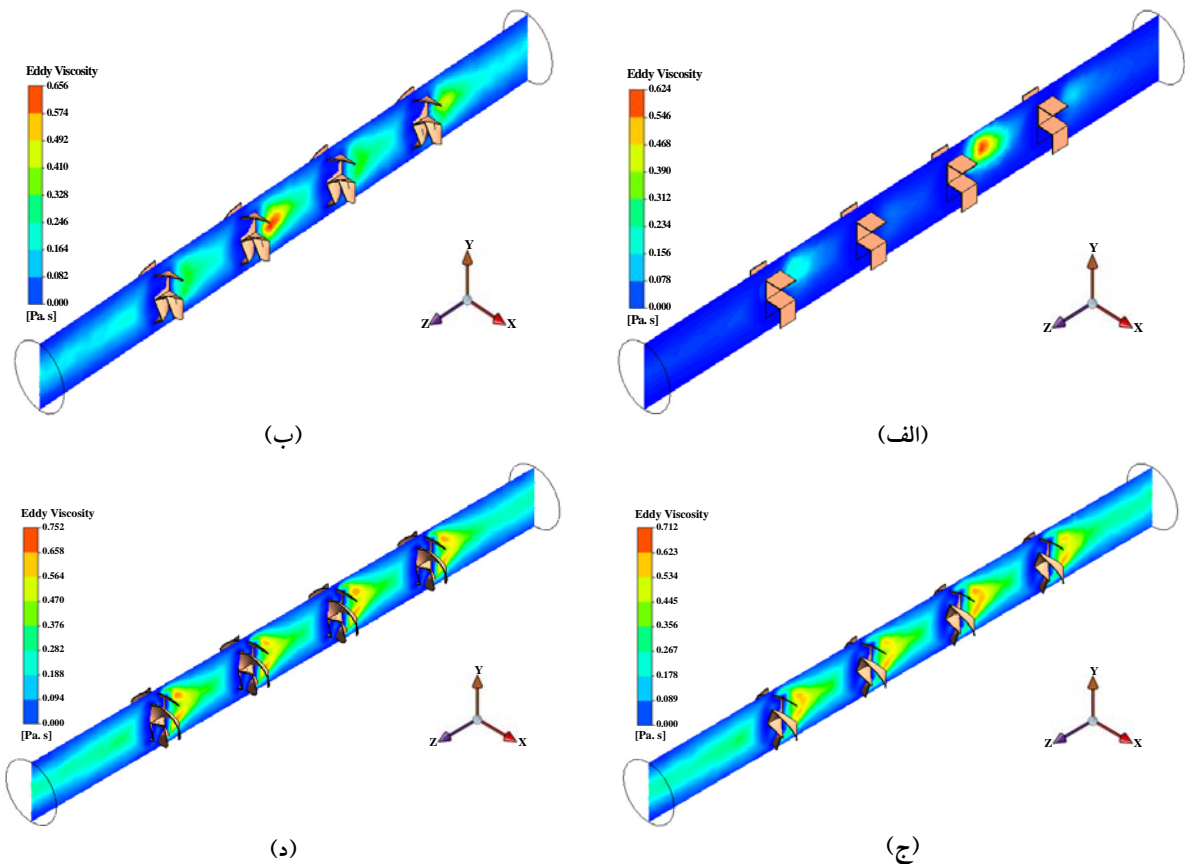 Eddy Viscosity
0.624
0.546
0.468
0.390
0.312
0.234
0.156
0.078
0.000
[Pa. s]
Y
Z
X
(الف)
Eddy Viscosity
0.656
0.574
0.492
0.410
0.328
0.246
0.164
0.082
0.000
[Pa. s]
Y
Z
X
(ب)
Eddy Viscosity
0.712
0.623
0.534
0.445
0.356
0.267
0.178
0.089
0.000
[Pa. s]
Y
Z
X
(ج)
Eddy Viscosity
0.752
0.658
0.564
0.470
0.376
0.282
0.188
0.094
0.000
[Pa. s]
Y
Z
X
(د)